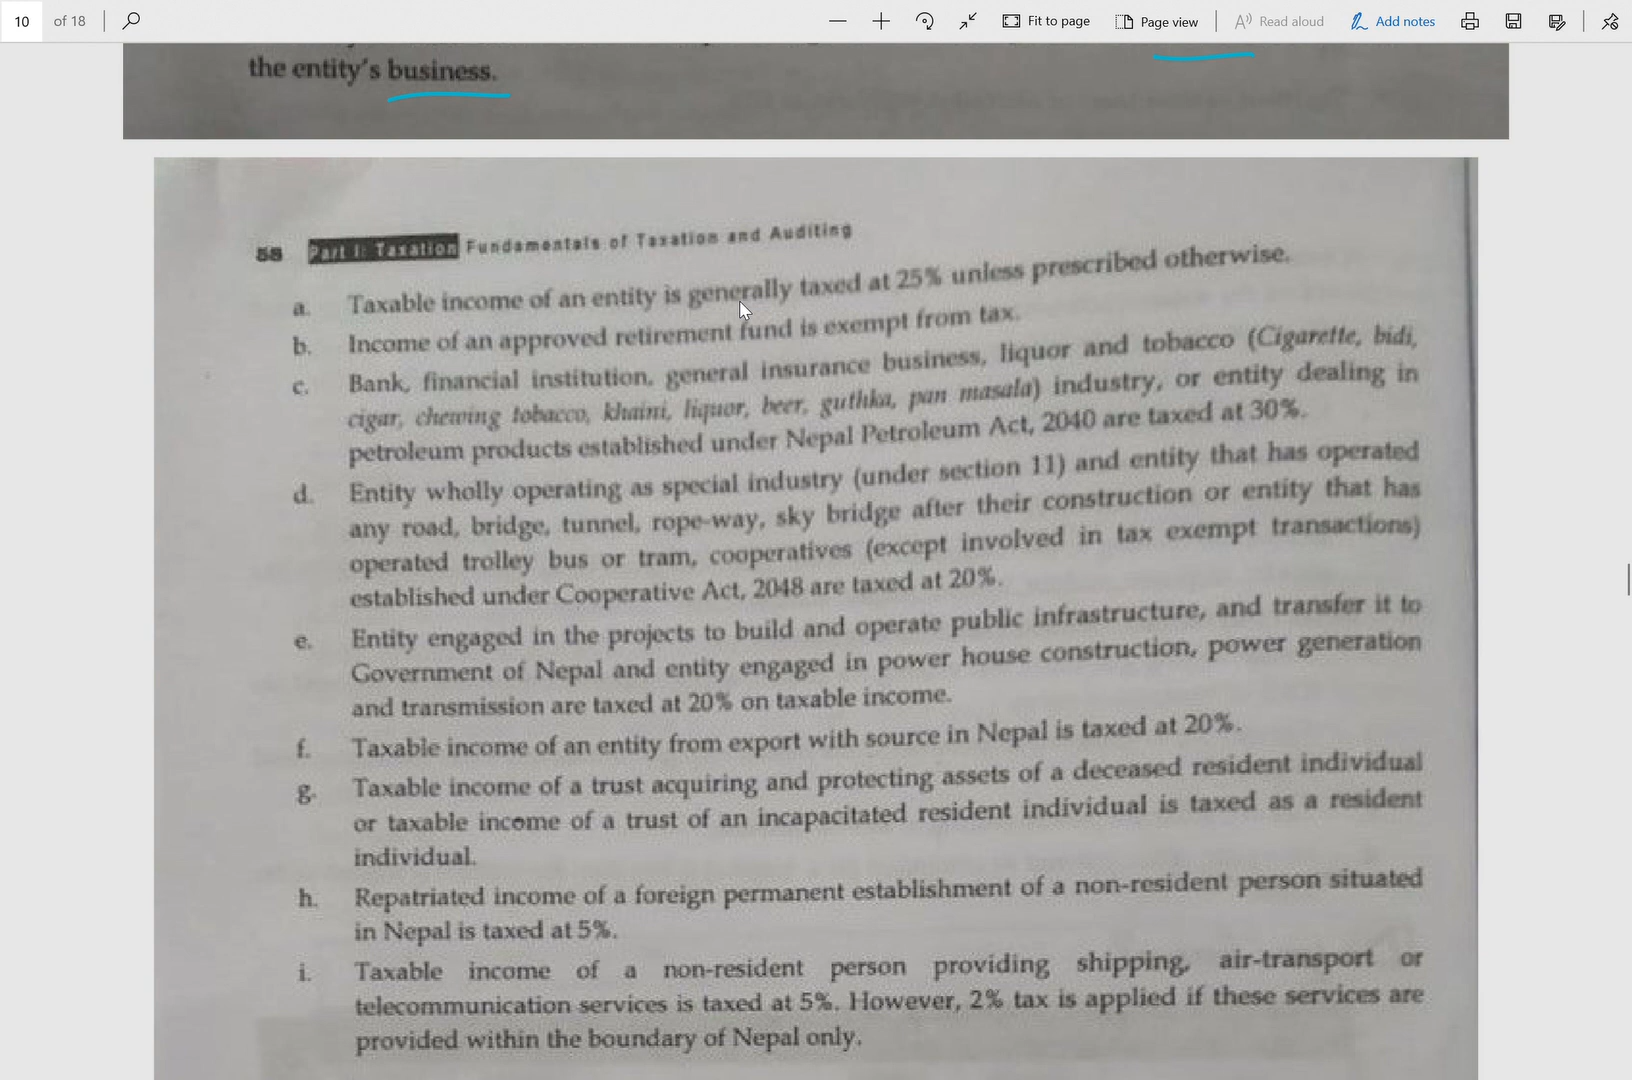 10 of 18 Fit to page Page view Read aloud Add notes
the entity's business.
58 Part I: Taxation Fundamentals of Taxation and Auditing
a. Taxable income of an entity is generally taxed at 25% unless prescribed otherwise.
b. Income of an approved retirement fund is exempt from tax.
c. Bank, financial institution, general insurance business, liquor and tobacco (Cigarette, bidi,
cigar, chewing tobacco, khaini, liquor, beer, guthka, pan masala) industry, or entity dealing in
petroleum products established under Nepal Petroleum Act, 2040 are taxed at 30%.
d. Entity wholly operating as special industry (under section 11) and entity that has operated
any road, bridge, tunnel, rope-way, sky bridge after their construction or entity that has
operated trolley bus or tram, cooperatives (except involved in tax exempt transactions)
established under Cooperative Act, 2048 are taxed at 20%.
e. Entity engaged in the projects to build and operate public infrastructure, and transfer it to
Government of Nepal and entity engaged in power house construction, power generation
and transmission are taxed at 20% on taxable income.
f. Taxable income of an entity from export with source in Nepal is taxed at 20%.
g. Taxable income of a trust acquiring and protecting assets of a deceased resident individual
or taxable income of a trust of an incapacitated resident individual is taxed as a resident
individual.
h. Repatriated income of a foreign permanent establishment of a non-resident person situated
in Nepal is taxed at 5%.
i. Taxable income of a non-resident person providing shipping, air-transport or
telecommunication services is taxed at 5%. However, 2% tax is applied if these services are
provided within the boundary of Nepal only.